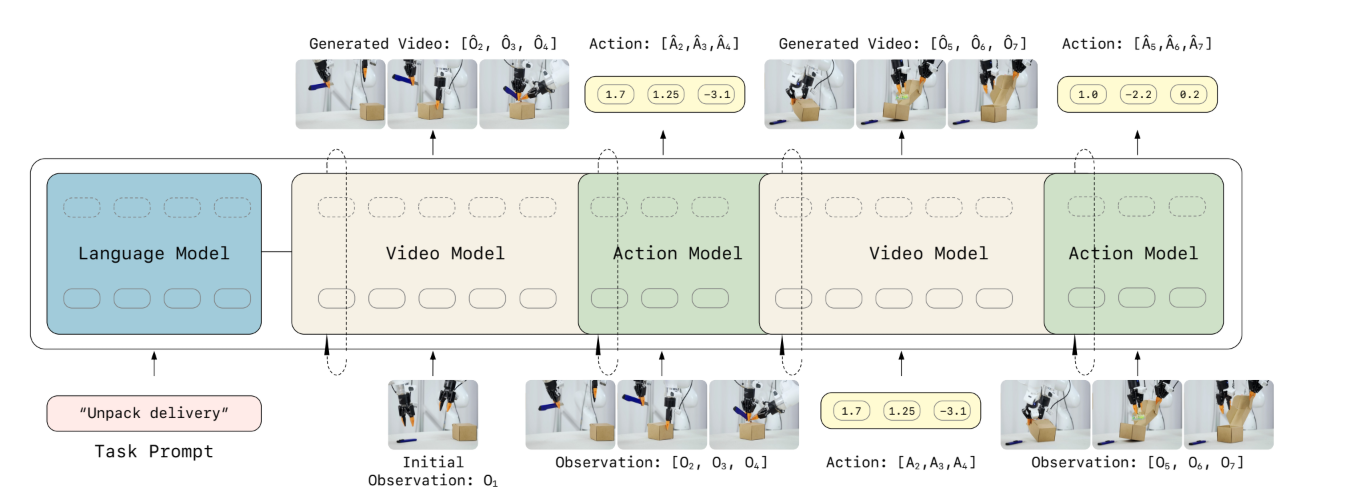 Generated Video: [Ô₂, Ô₃, Ô₄]
Action: [Â₂,Â₃,Â₄]
Generated Video: [Ô₅, Ô₆, Ô₇]
Action: [Â₅,Â₆,Â₇]
1.7 1.25 −3.1
1.0 −2.2 0.2
Language Model
Video Model
Action Model
Video Model
Action Model
“Unpack delivery”
Task Prompt
Initial
Observation: O₁
Observation: [O₂, O₃, O₄]
1.7 1.25 −3.1
Action: [A₂,A₃,A₄]
Observation: [O₅, O₆, O₇]